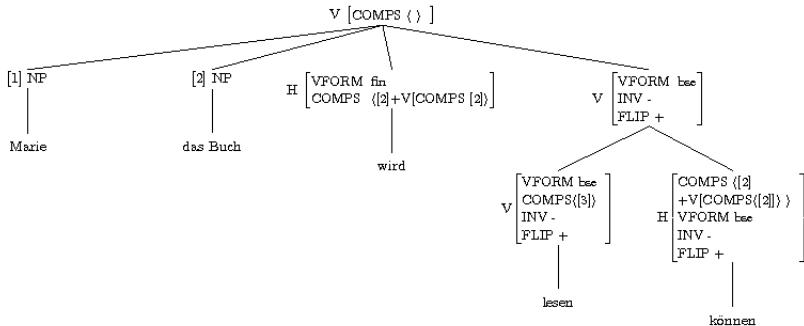 V [COMPS ⟨ ⟩ ]
[1] NP
[2] NP
H [VFORM fin
COMPS ⟨[2]+V[COMPS [2]⟩]
V [VFORM bse
INV -
FLIP +]
Marie
das Buch
wird
V [VFORM bse
COMPS⟨[3]⟩
INV -
FLIP +]
H [COMPS ⟨[2]
+V[COMPS⟨[2]]⟩ ⟩
VFORM bse
INV -
FLIP +]
lesen
können